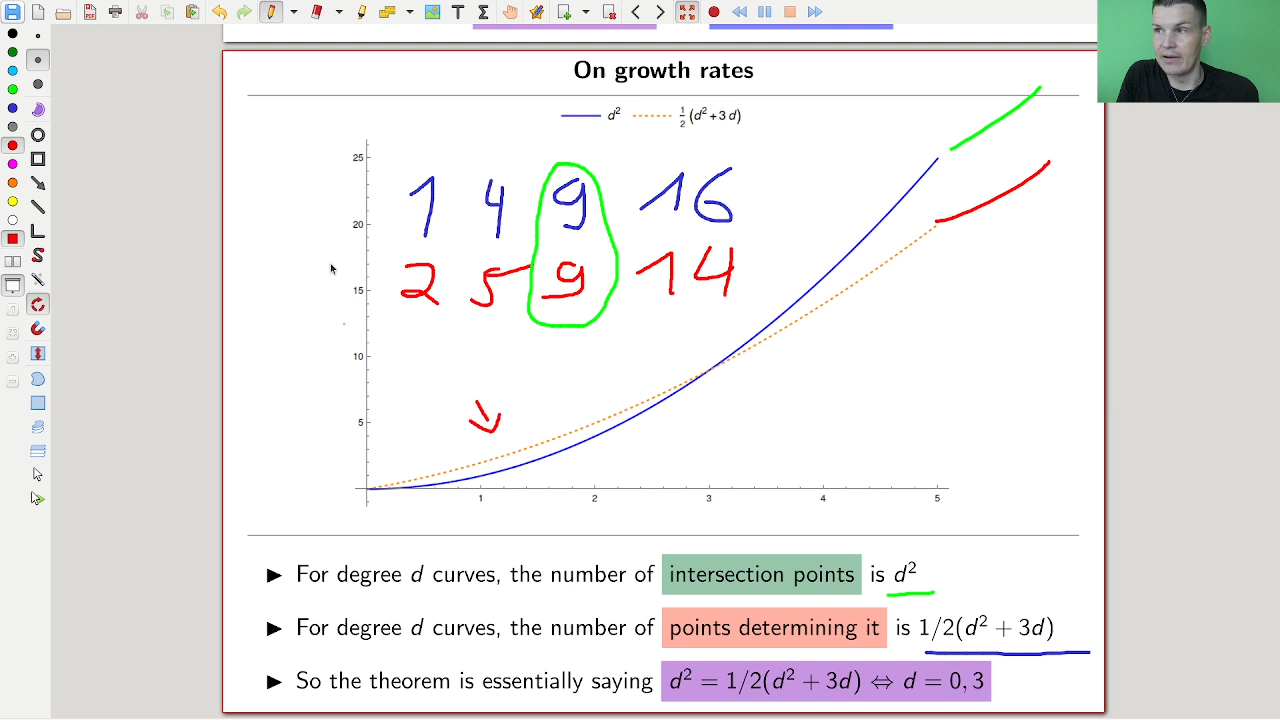 On growth rates
d² ½(d²+3d)
25
20
15
10
5
1 4 9 16
2 5 9 14
1 2 3 4 5
► For degree d curves, the number of intersection points is d²
► For degree d curves, the number of points determining it is 1/2(d² + 3d)
► So the theorem is essentially saying d² = 1/2(d² + 3d) ⇔ d = 0, 3